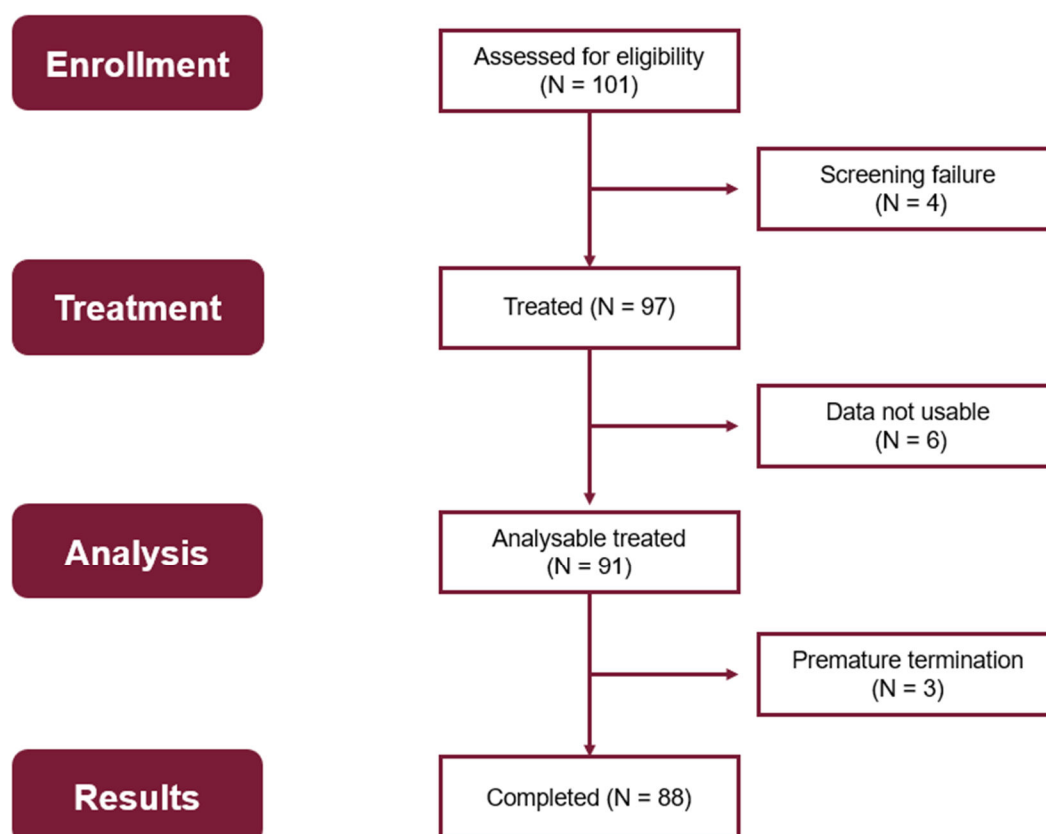 Enrollment
Assessed for eligibility
(N = 101)
Screening failure
(N = 4)
Treatment
Treated (N = 97)
Data not usable
(N = 6)
Analysis
Analysable treated
(N = 91)
Premature termination
(N = 3)
Results
Completed (N = 88)